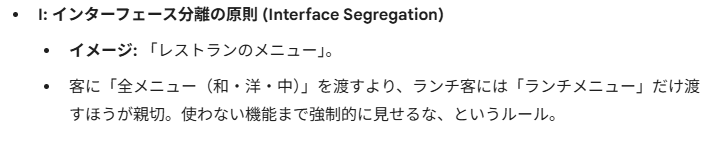 • I: インターフェース分離の原則 (Interface Segregation)
• イメージ: 「レストランのメニュー」。
• 客に「全メニュー（和・洋・中）」を渡すより、ランチ客には「ランチメニュー」だけ渡
すほうが親切。使わない機能まで強制的に見せるな、というルール。